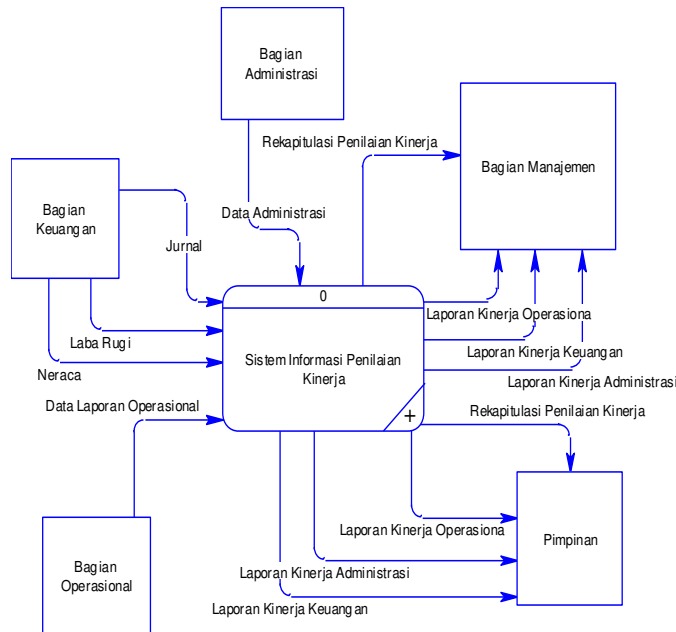 Bagian
Administrasi
Rekapitulasi Penilaian Kinerja
Bagian Manajemen
Bagian
Keuangan
Data Administrasi
Jurnal
0
Laporan Kinerja Operasiona
Laba Rugi
Sistem Informasi Penilaian
Kinerja
Laporan Kinerja Keuangan
Neraca
Laporan Kinerja Administrasi
Data Laporan Operasional
Rekapitulasi Penilaian Kinerja
+
Laporan Kinerja Operasiona
Pimpinan
Bagian
Operasional
Laporan Kinerja Administrasi
Laporan Kinerja Keuangan